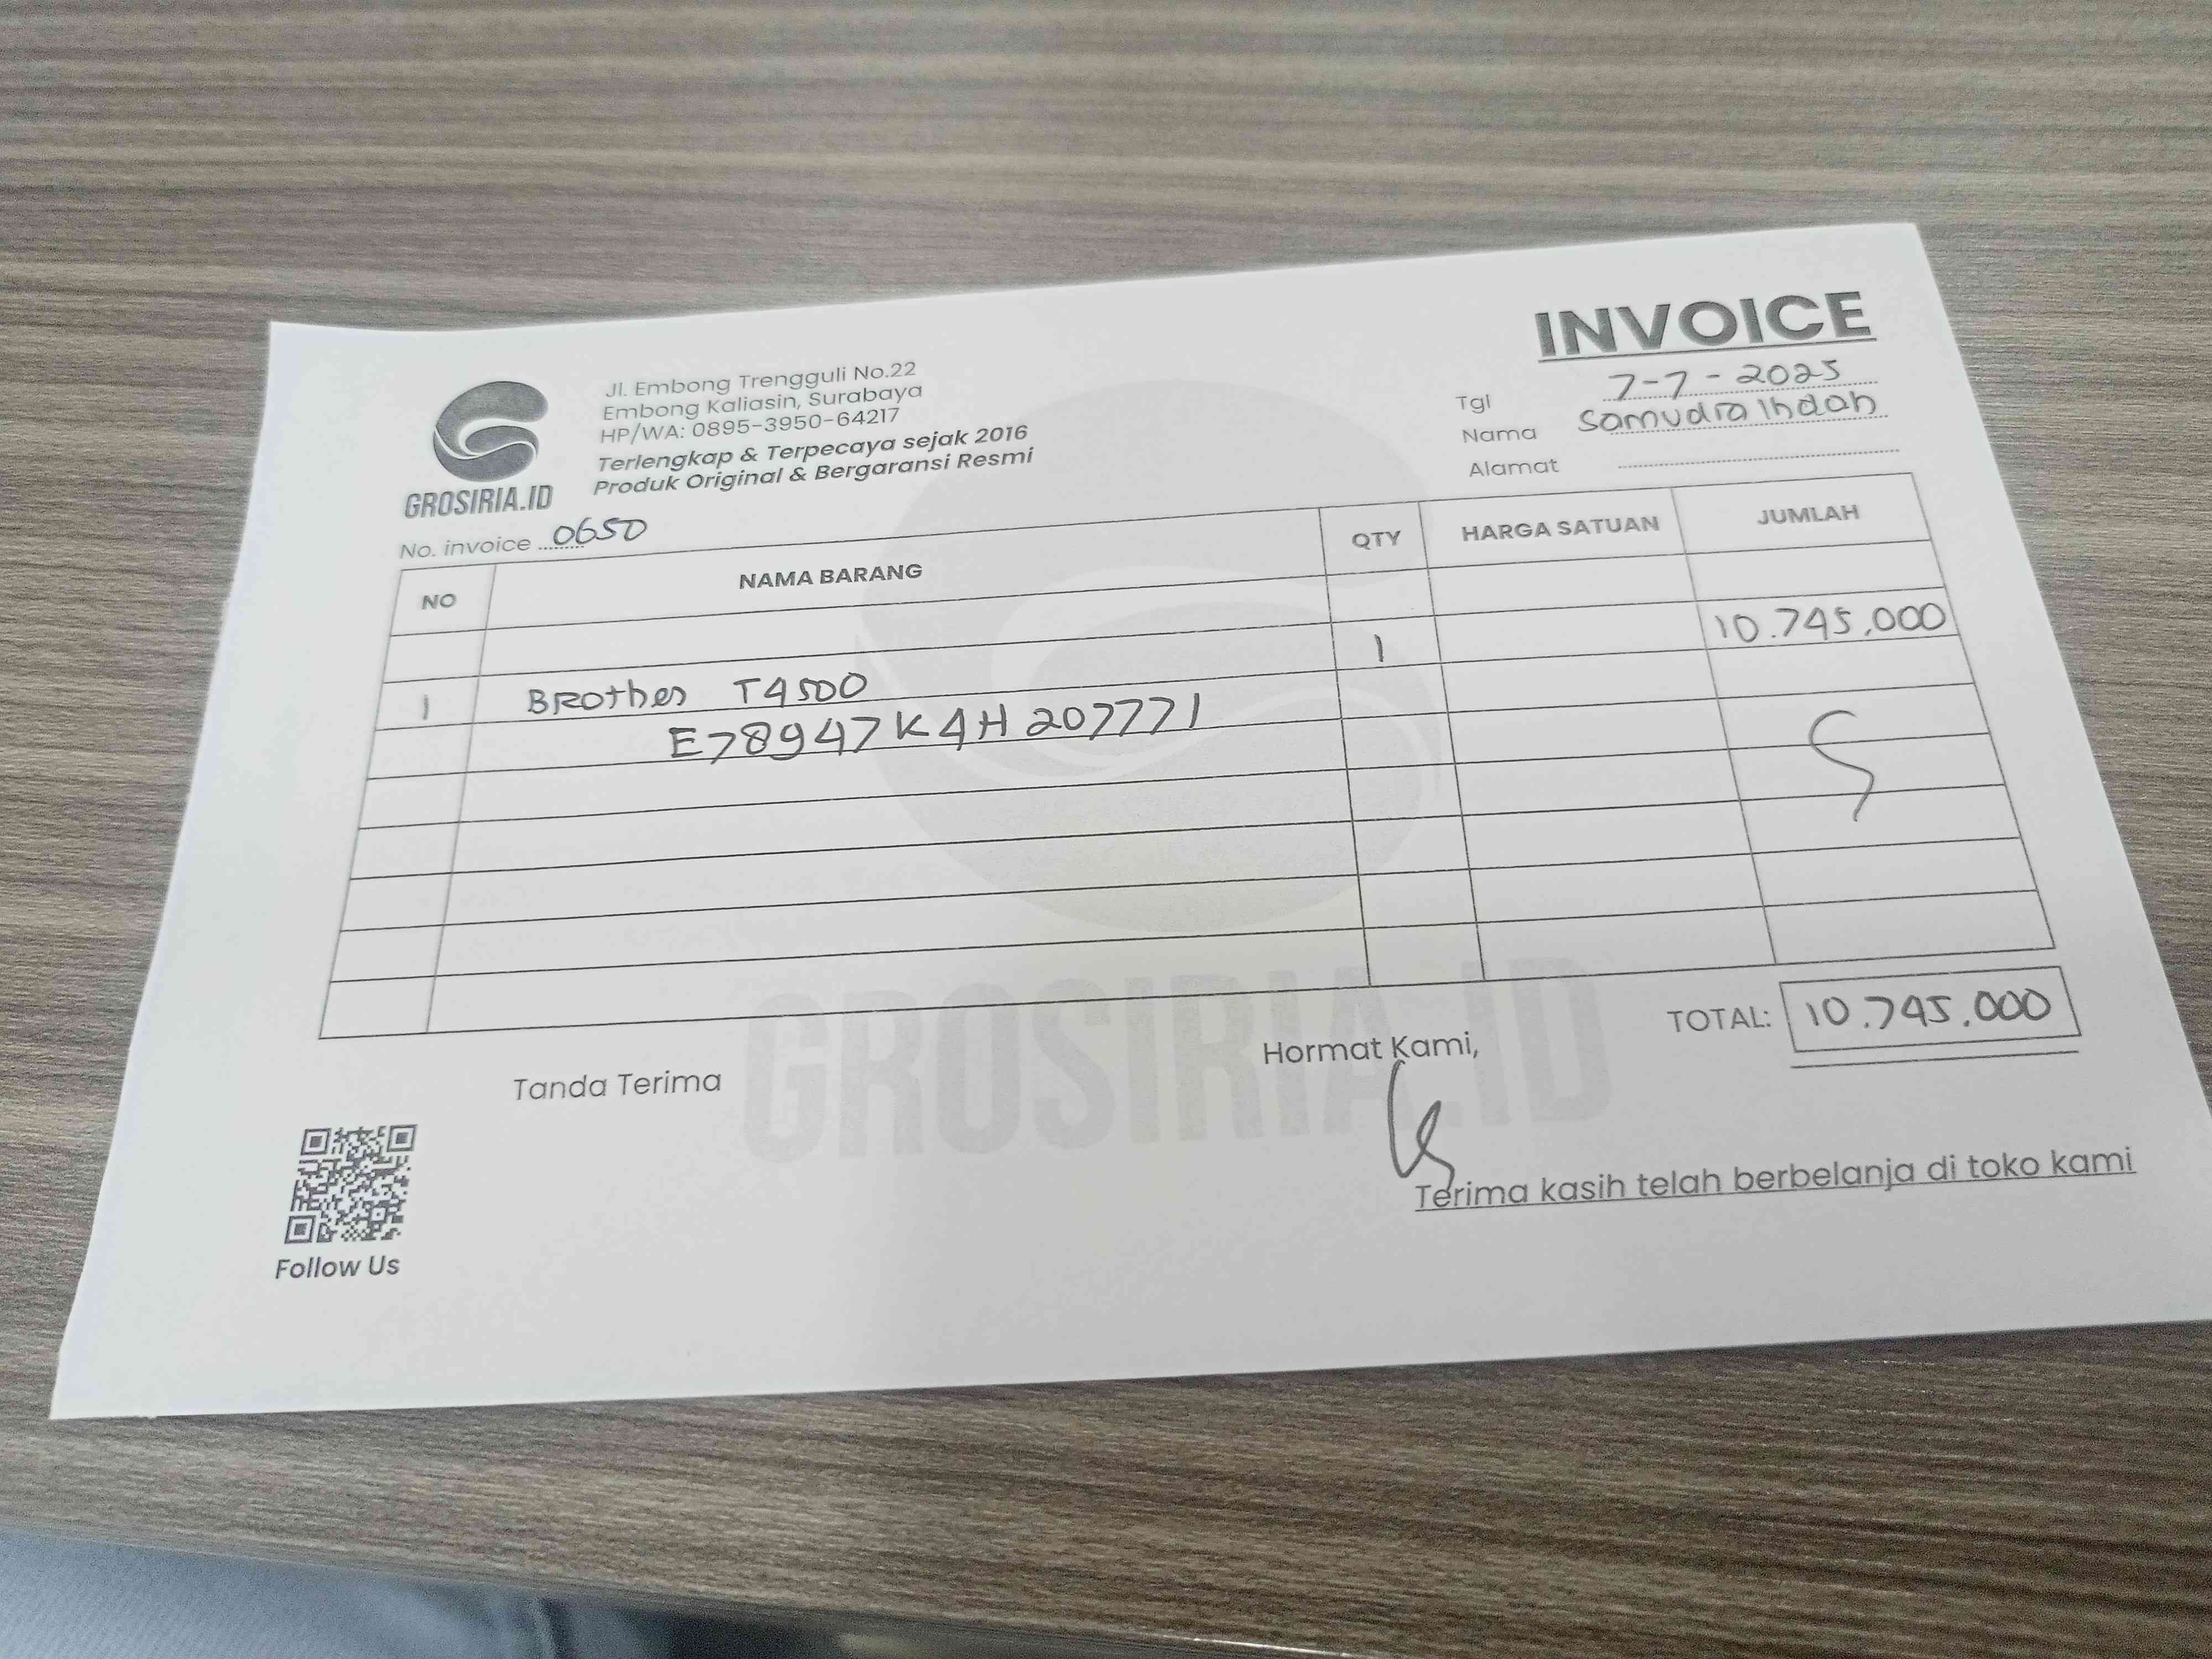 INVOICE
Jl. Embong Trengguli No.22
Embong Kaliasin, Surabaya
HP/WA: 0895-3950-64217
Terlengkap & Terpecaya sejak 2016
Produk Original & Bergaransi Resmi
GROSIRIA.ID
Tgl 7-7-2025
Nama Samudra Indah
Alamat
No. invoice 0650
NO NAMA BARANG QTY HARGA SATUAN JUMLAH
1 BROther T4500 1 10.745.000
E78947K4H207771
GROSIRIA.ID
TOTAL: 10.745.000
Tanda Terima
Hormat Kami,
Terima kasih telah berbelanja di toko kami
Follow Us